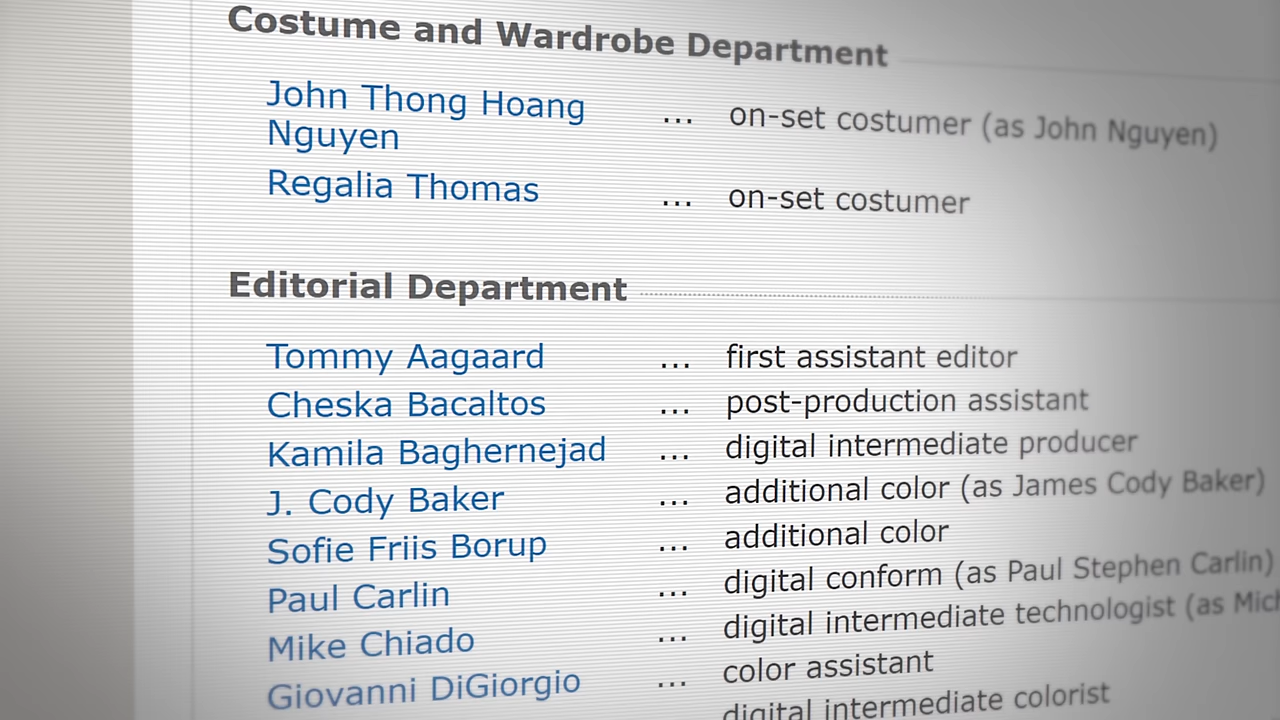 Costume and Wardrobe Department
John Thong Hoang
Nguyen ... on-set costumer (as John Nguyen)
Regalia Thomas ... on-set costumer
Editorial Department
Tommy Aagaard ... first assistant editor
Cheska Bacaltos ... post-production assistant
Kamila Baghernejad ... digital intermediate producer
J. Cody Baker ... additional color (as James Cody Baker)
Sofie Friis Borup ... additional color
Paul Carlin ... digital conform (as Paul Stephen Carlin)
Mike Chiado ... digital intermediate technologist (as
Giovanni DiGiorgio ... color assistant
digital intermediate colorist